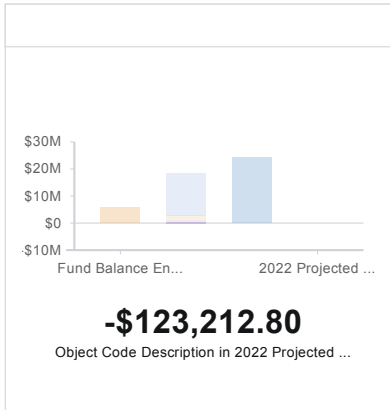 $30M
$20M
$10M
$0
-$10M
Fund Balance En...
2022 Projected ...
-$123,212.80
Object Code Description in 2022 Projected ...